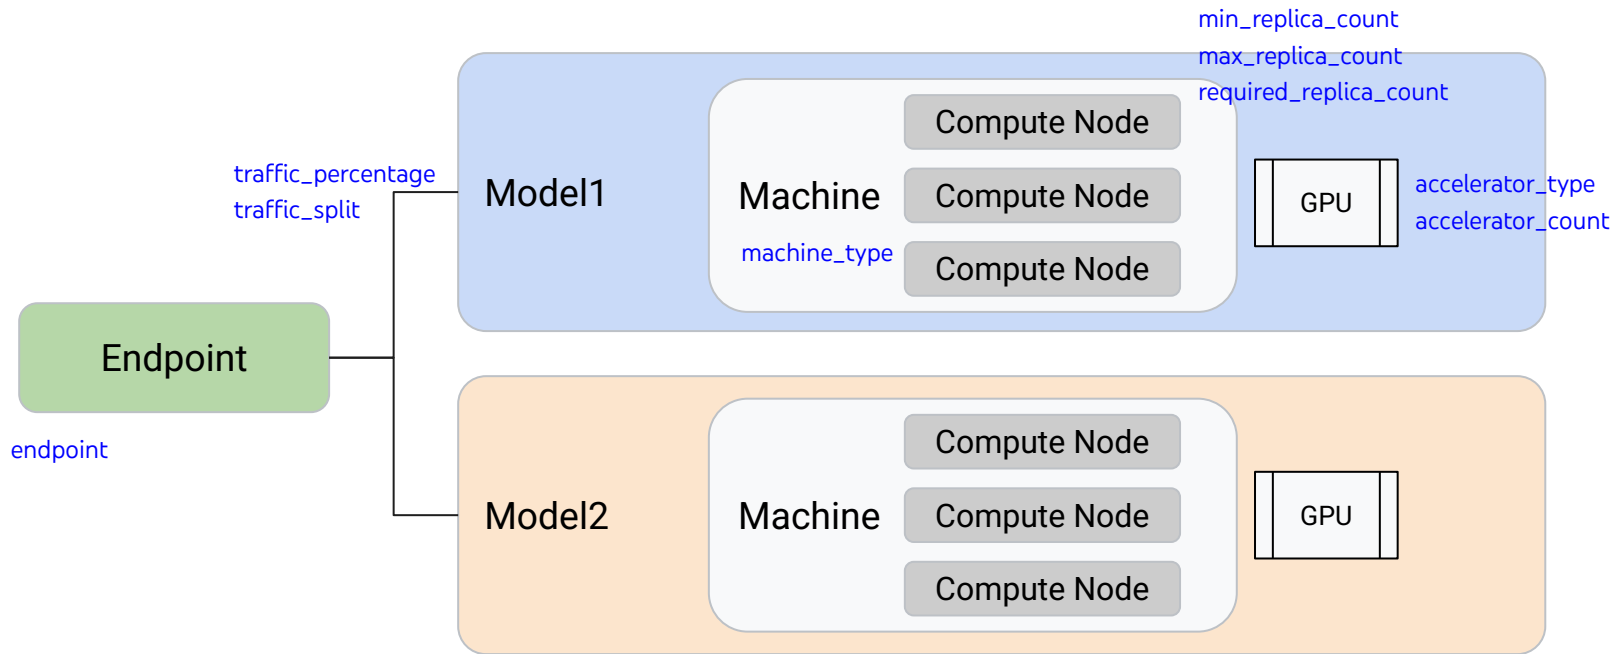 min_replica_count
max_replica_count
required_replica_count
Compute Node
traffic_percentage
traffic_split
Model1
Machine
Compute Node
GPU
accelerator_type
accelerator_count
machine_type
Compute Node
Endpoint
endpoint
Compute Node
Model2
Machine
Compute Node
GPU
Compute Node